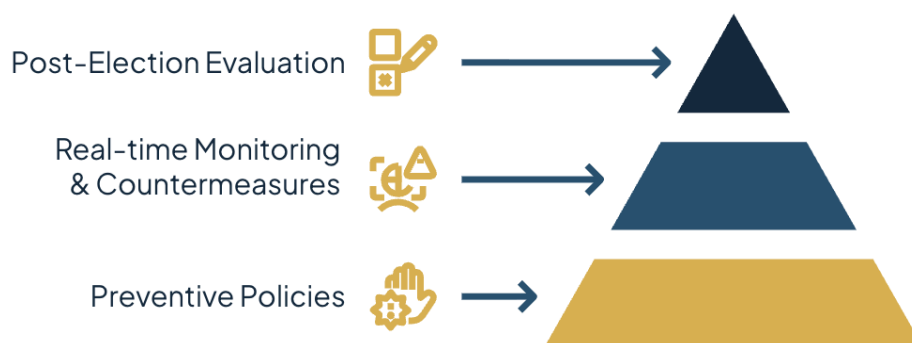 Post-Election Evaluation
Real-time Monitoring
& Countermeasures
Preventive Policies